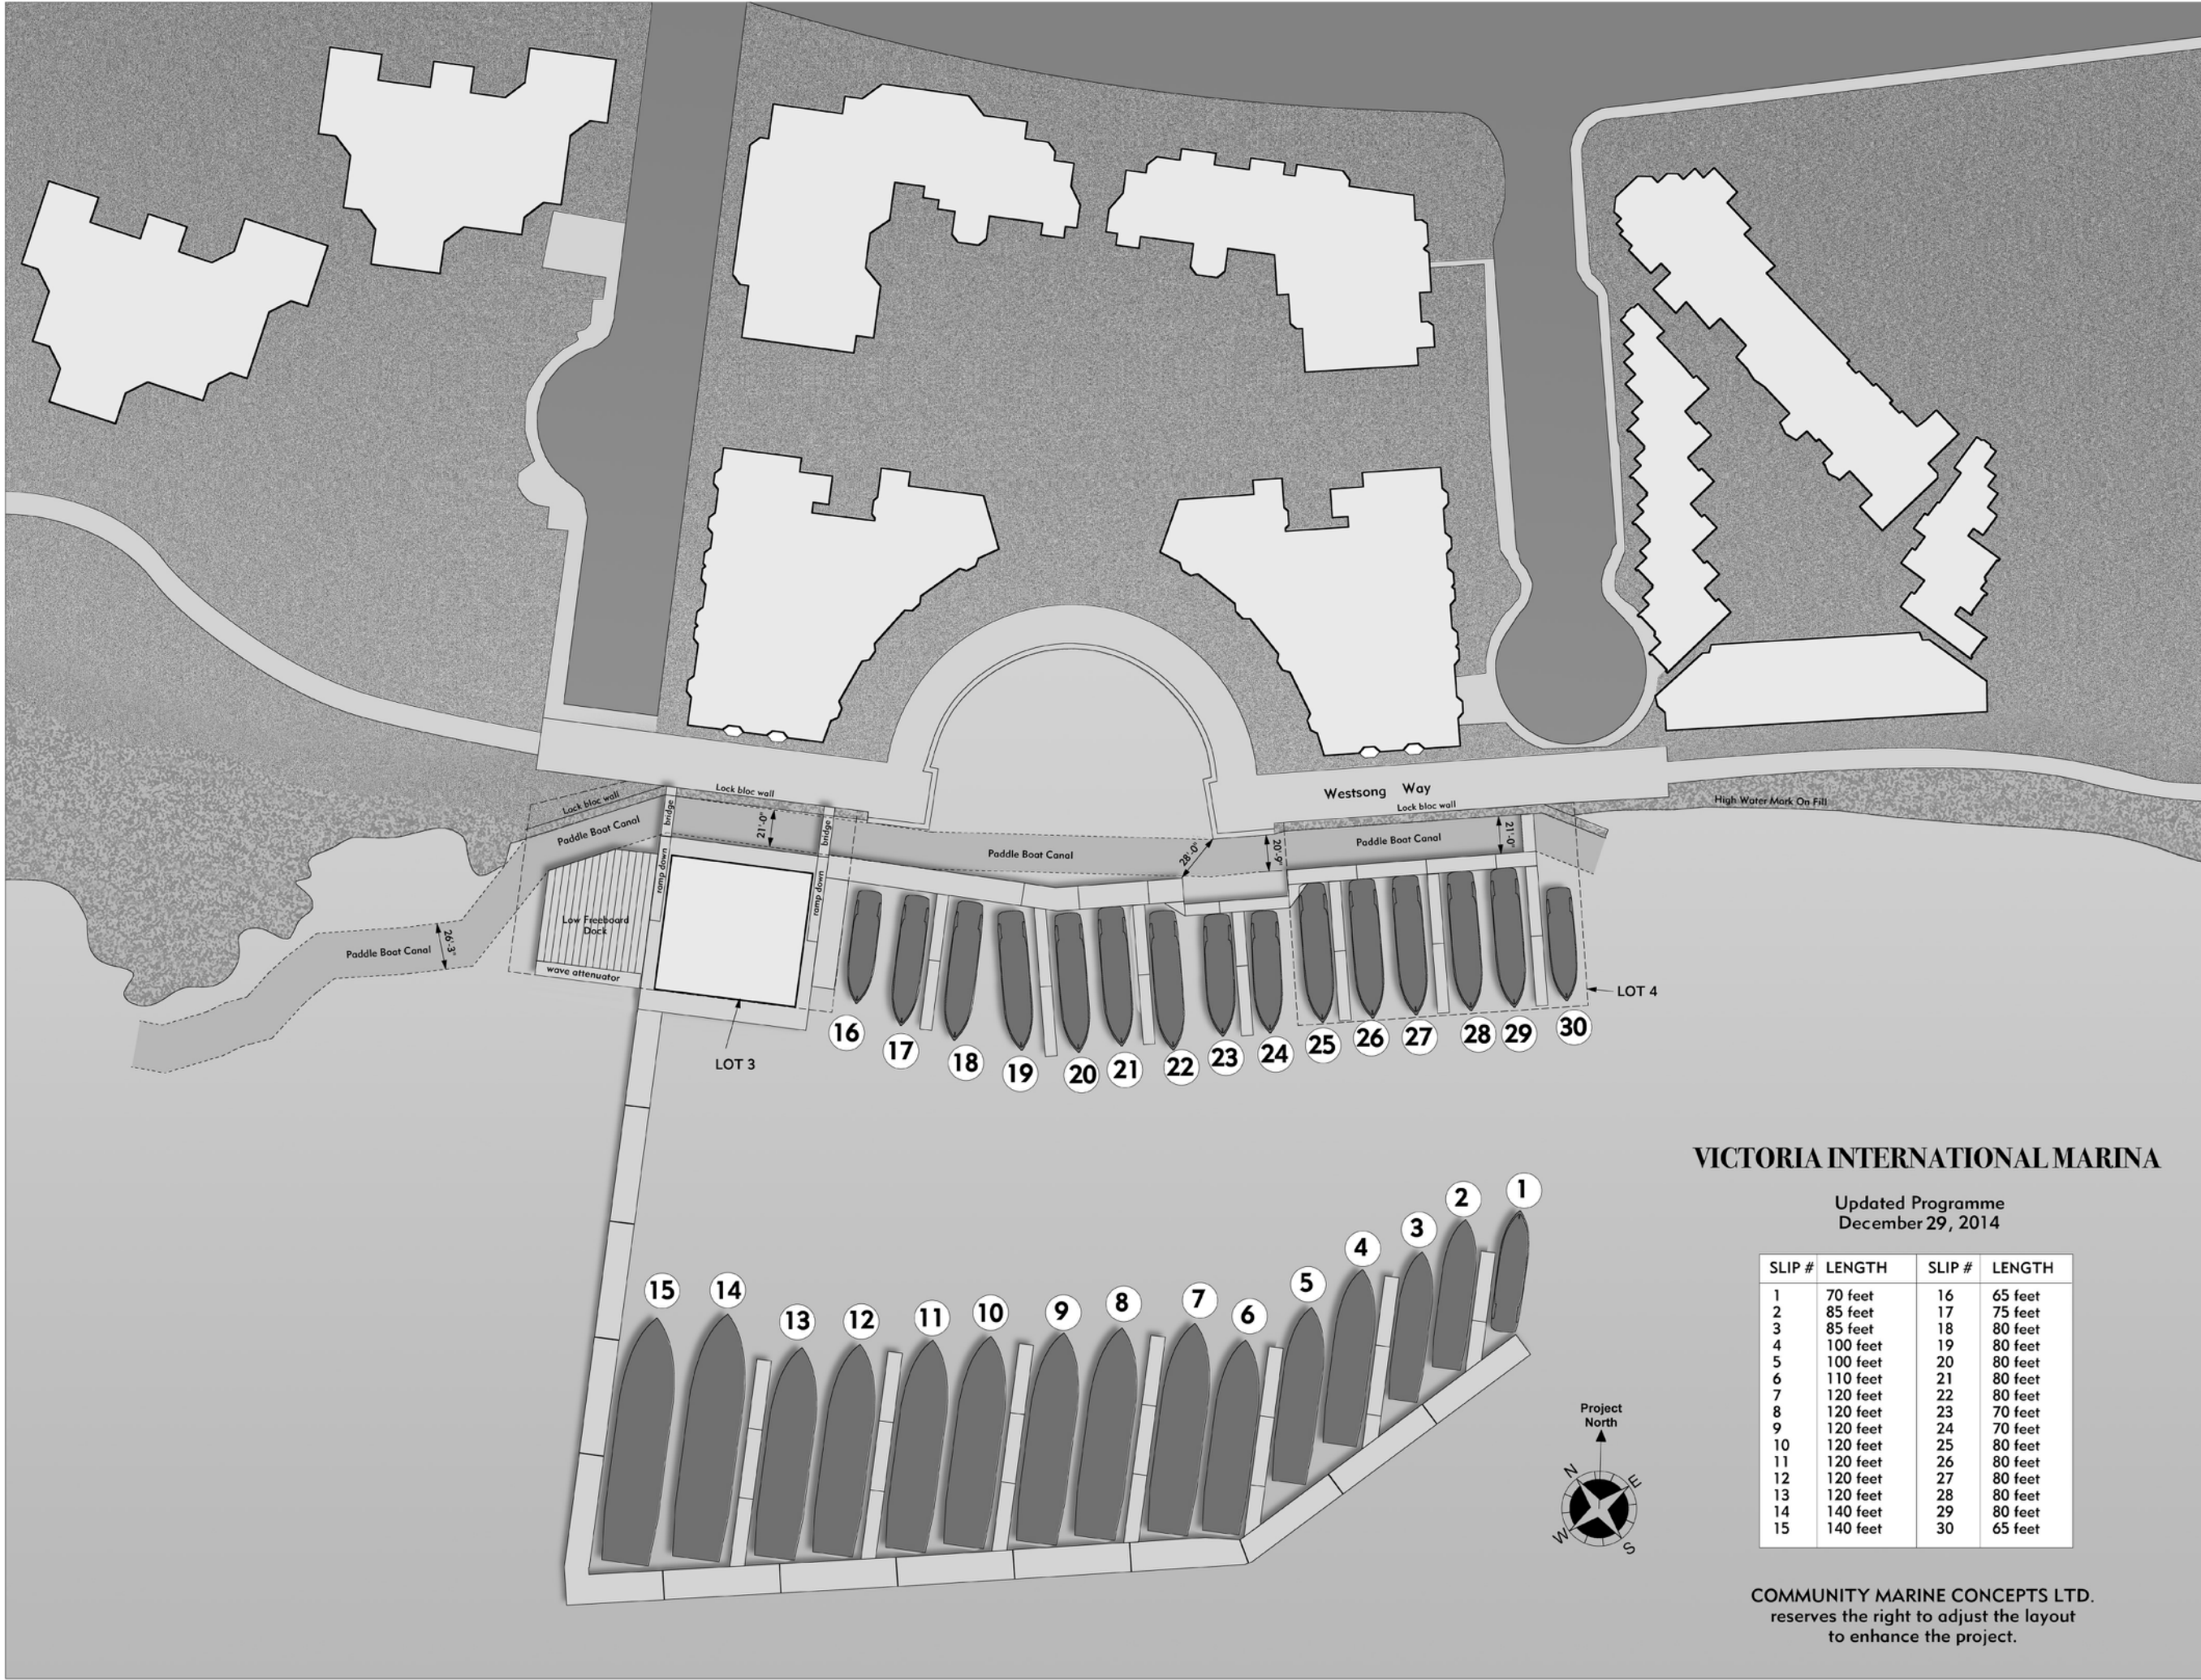 Westsong Way
Lock bloc wall
Lock bloc wall
Lock bloc wall
High Water Mark On Fill
bridge
bridge
21'-0"
Paddle Boat Canal
Paddle Boat Canal
Paddle Boat Canal
Paddle Boat Canal
28'-0"
20'-9"
21'-0"
26'-3"
ramp down
ramp down
Low Freeboard
Dock
wave attenuator
LOT 3
LOT 4
16
17
18
19
20
21
22
23
24
25
26
27
28
29
30
15
14
13
12
11
10
9
8
7
6
5
4
3
2
1
VICTORIA INTERNATIONAL MARINA
Updated Programme
December 29, 2014
SLIP # LENGTH SLIP # LENGTH
1 70 feet 16 65 feet
2 85 feet 17 75 feet
3 85 feet 18 80 feet
4 100 feet 19 80 feet
5 100 feet 20 80 feet
6 110 feet 21 80 feet
7 120 feet 22 80 feet
8 120 feet 23 70 feet
9 120 feet 24 70 feet
10 120 feet 25 80 feet
11 120 feet 26 80 feet
12 120 feet 27 80 feet
13 120 feet 28 80 feet
14 140 feet 29 80 feet
15 140 feet 30 65 feet
Project
North
N
E
W
S
COMMUNITY MARINE CONCEPTS LTD.
reserves the right to adjust the layout
to enhance the project.